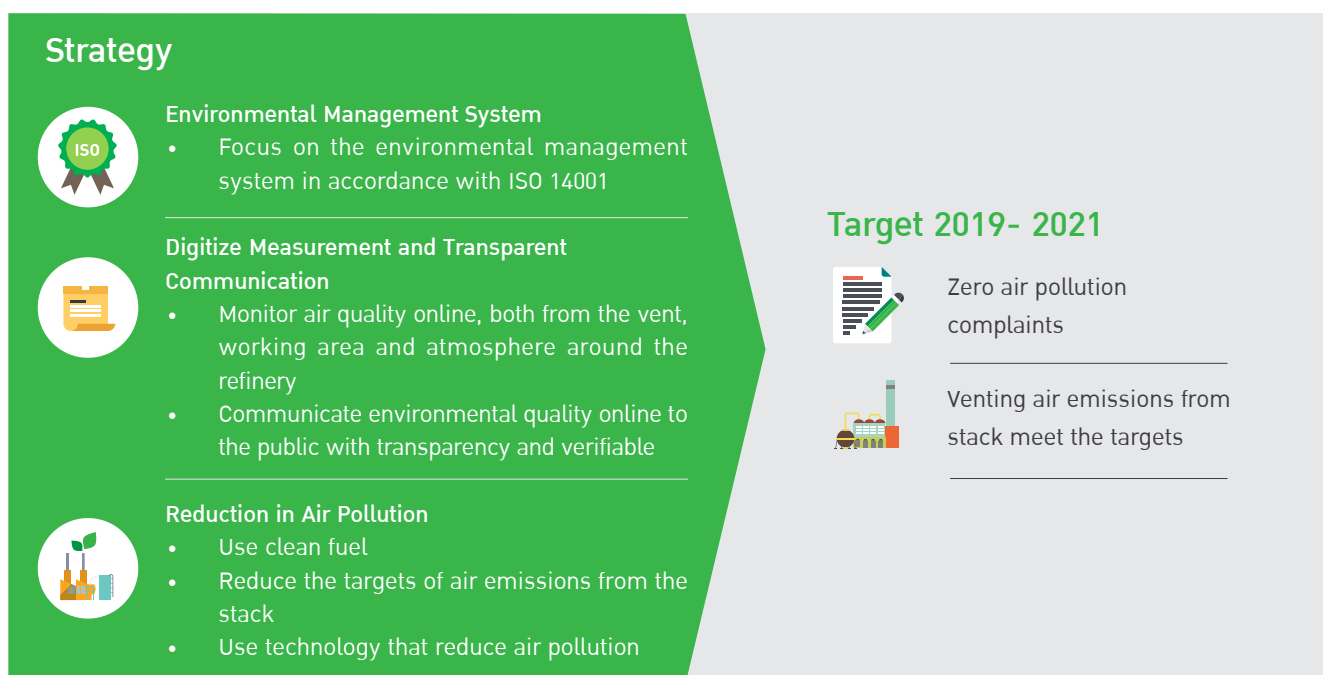 Strategy
ISO
Environmental Management System
• Focus on the environmental management
system in accordance with ISO 14001
Digitize Measurement and Transparent
Communication
• Monitor air quality online, both from the vent,
working area and atmosphere around the
refinery
• Communicate environmental quality online to
the public with transparency and verifiable
Reduction in Air Pollution
• Use clean fuel
• Reduce the targets of air emissions from the
stack
• Use technology that reduce air pollution
Target 2019- 2021
Zero air pollution
complaints
Venting air emissions from
stack meet the targets